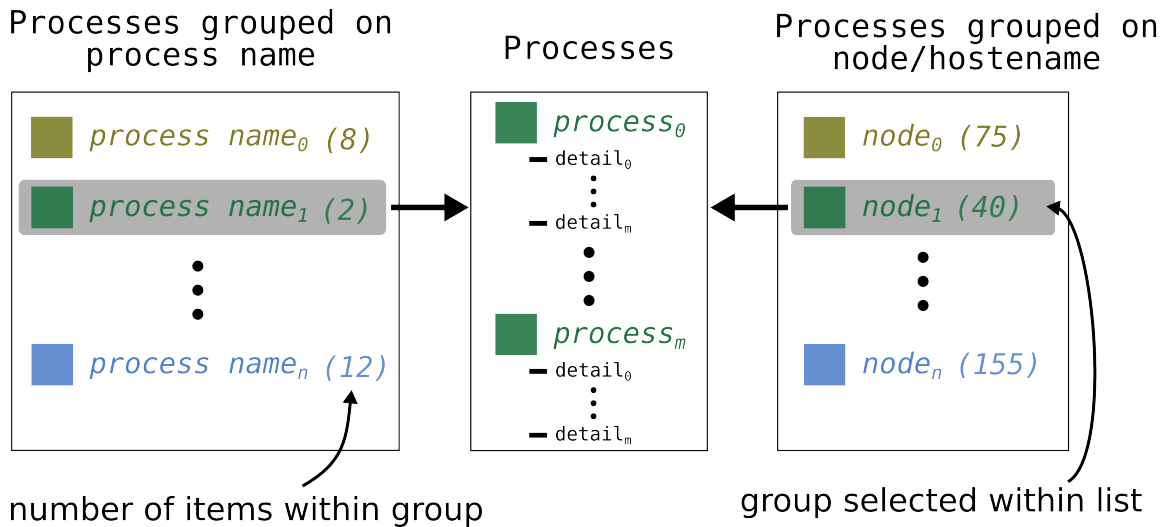 Processes grouped on
process name
process name₀ (8)
process name₁ (2)
process nameₙ (12)
number of items within group
Processes
process₀
detail₀
detailₘ
processₘ
detail₀
detailₘ
Processes grouped on
node/hostename
node₀ (75)
node₁ (40)
nodeₙ (155)
group selected within list